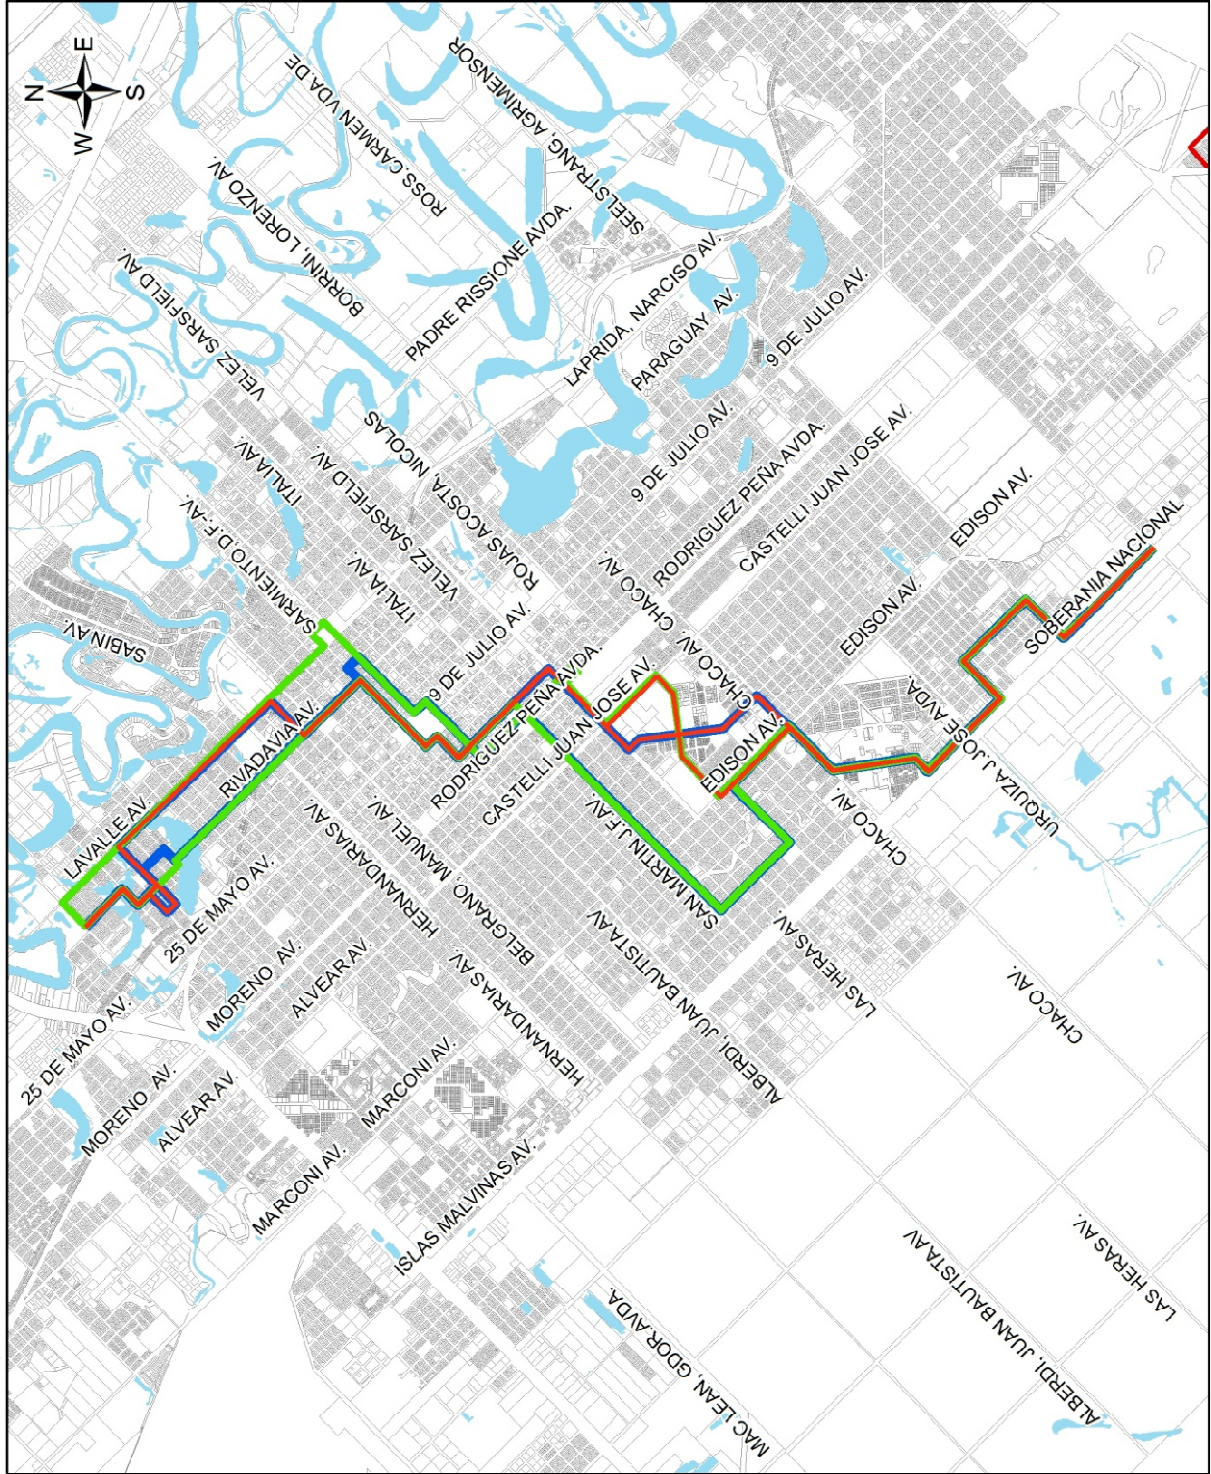 N
E
W
S
ROSS, CARMEN VDA DE
SEELSTRANG, AGRIMENSOR
BORRINI, LORENZO AV.
VELEZ SARSFIELD AV.
PADRE RISSIONE AVDA.
LAPRIDA, NARCISO AV.
PARAGUAY AV.
9 DE JULIO AV.
ITALIA AV.
VELEZ SARSFIELD AV.
ROJAS ACOSTA, NICOLAS
SARMIENTO,D.F.-AV.
SABIN AV.
ITALIA AV.
9 DE JULIO AV.
9 DE JULIO AV.
CHACO AV.
RODRIGUEZ PEÑA AVDA.
CASTELLI JUAN JOSE AV.
EDISON AV.
LAVALLE AV.
RIVADAVIA AV.
RODRIGUEZ PEÑA AVDA.
CASTELLI JUAN JOSE AV.
CHACO AV.
EDISON AV.
EDISON AV.
SOBERANIA NACIONAL
URQUIZA J.JOSE AVDA.
25 DE MAYO AV.
HERNANDARIAS AV.
BELGRANO, MANUEL AV.
SAN MARTIN J.F.AV.
CHACO AV.
25 DE MAYO AV.
MORENO AV.
ALVEAR AV.
HERNANDARIAS AV.
ALBERDI, JUAN BAUTISTA AV
LAS HERAS AV.
CHACO AV.
MORENO AV.
ALVEAR AV.
MARCONI AV.
MARCONI AV.
ISLAS MALVINAS AV.
MAC LEAN, GDOR.AVDA.
ALBERDI, JUAN BAUTISTA AV
LAS HERAS AV.